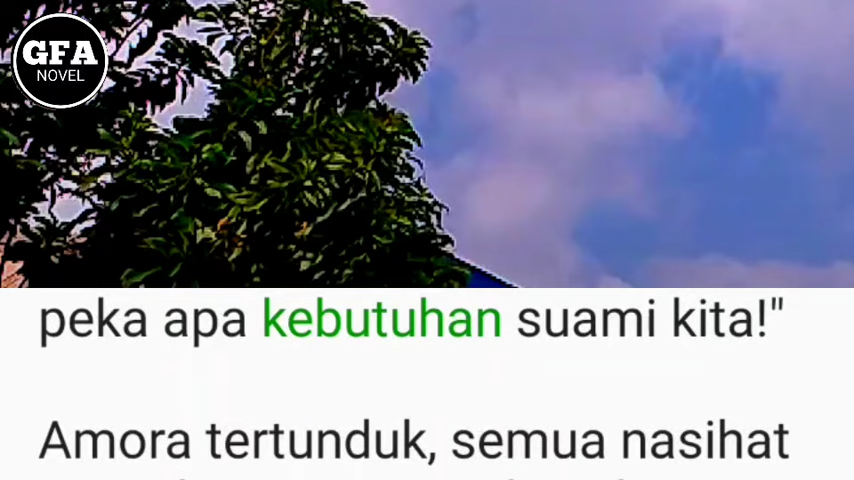 GFA
NOVEL
peka apa kebutuhan suami kita!"
Amora tertunduk, semua nasihat